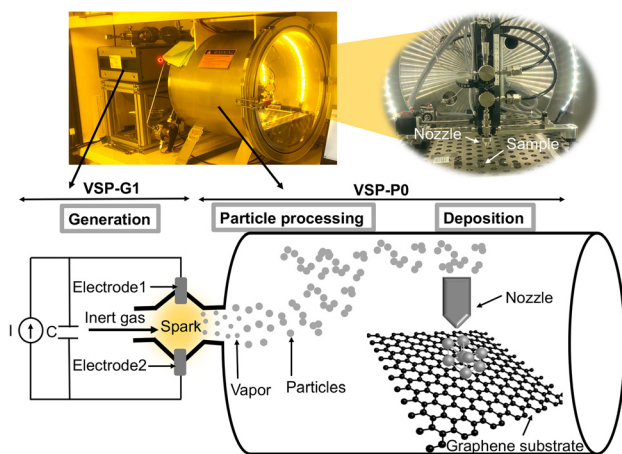 Nozzle
Sample
VSP-G1
VSP-P0
Generation
Particle processing
Deposition
Electrode1
Inert gas
I
C
Spark
Nozzle
Electrode2
Vapor
Particles
Graphene substrate